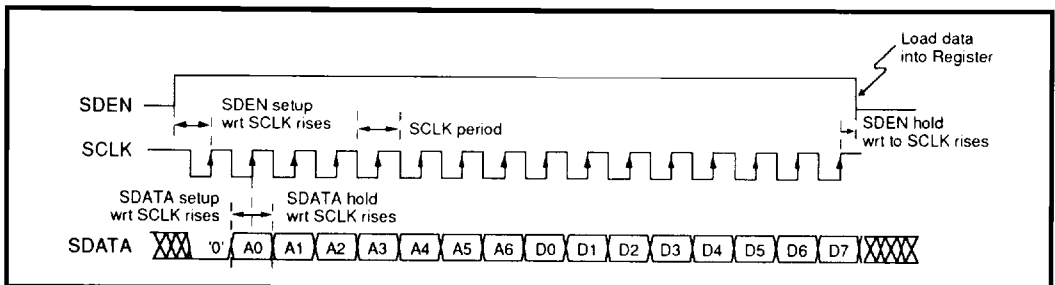 Load data
into Register
SDEN
SDEN setup
wrt SCLK rises
SCLK period
SDEN hold
wrt to SCLK rises
SCLK
SDATA setup
wrt SCLK rises
SDATA hold
wrt SCLK rises
SDATA '0' A0 A1 A2 A3 A4 A5 A6 D0 D1 D2 D3 D4 D5 D6 D7